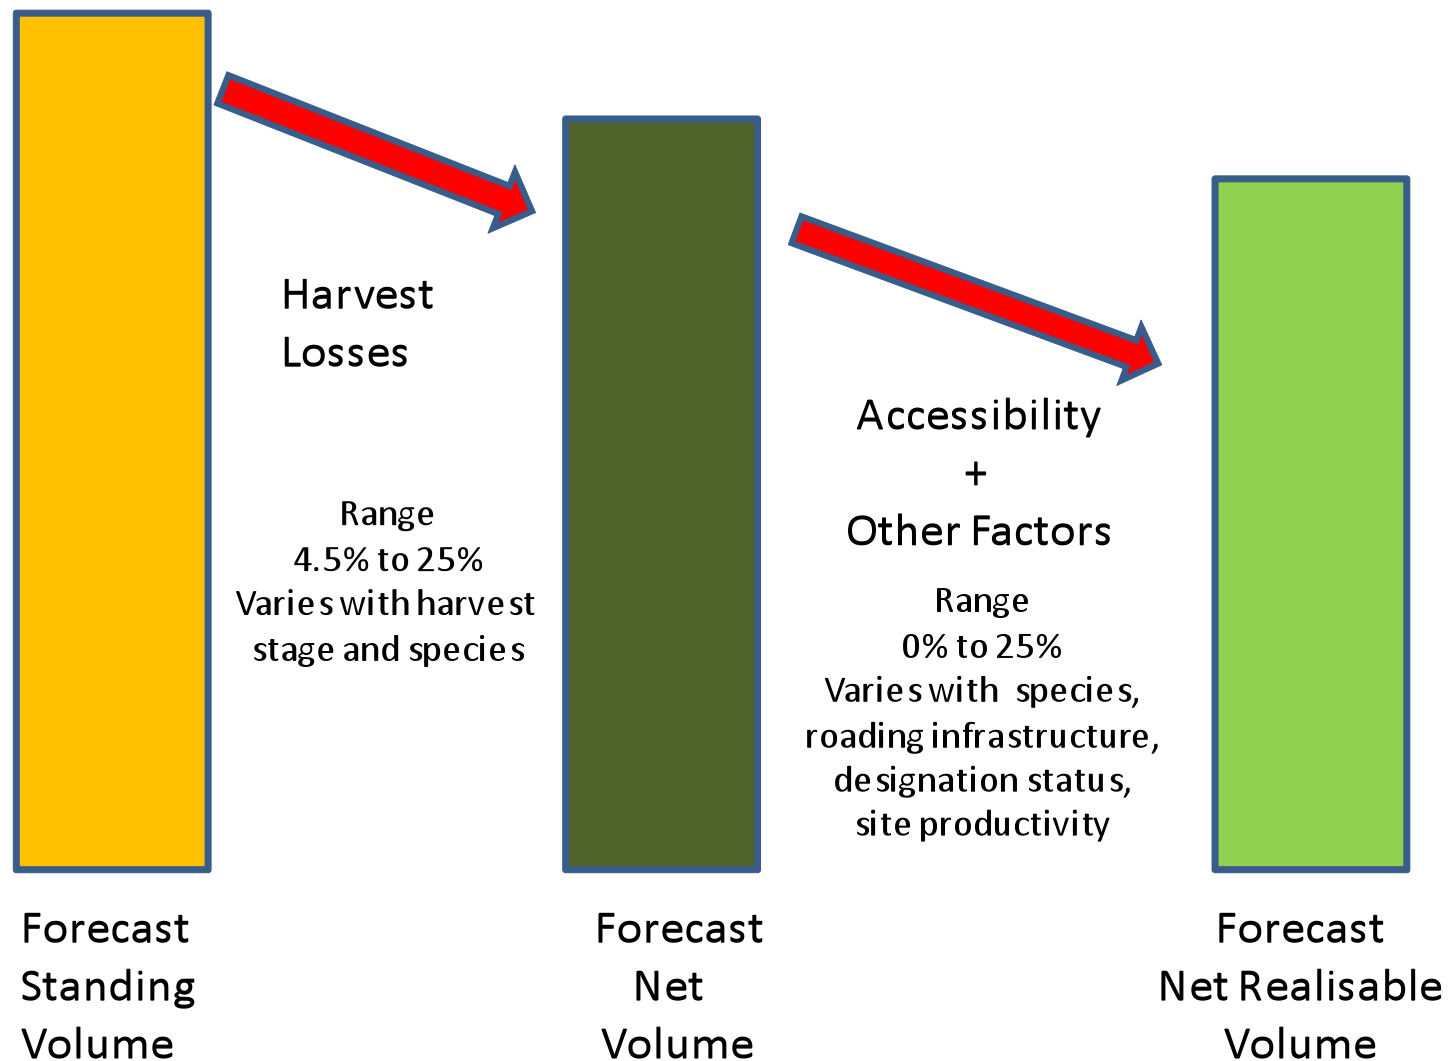 Harvest
Losses
Range
4.5% to 25%
Varies with harvest
stage and species
Accessibility
+
Other Factors
Range
0% to 25%
Varies with species,
roading infrastructure,
designation status,
site productivity
Forecast
Standing
Volume
Forecast
Net
Volume
Forecast
Net Realisable
Volume